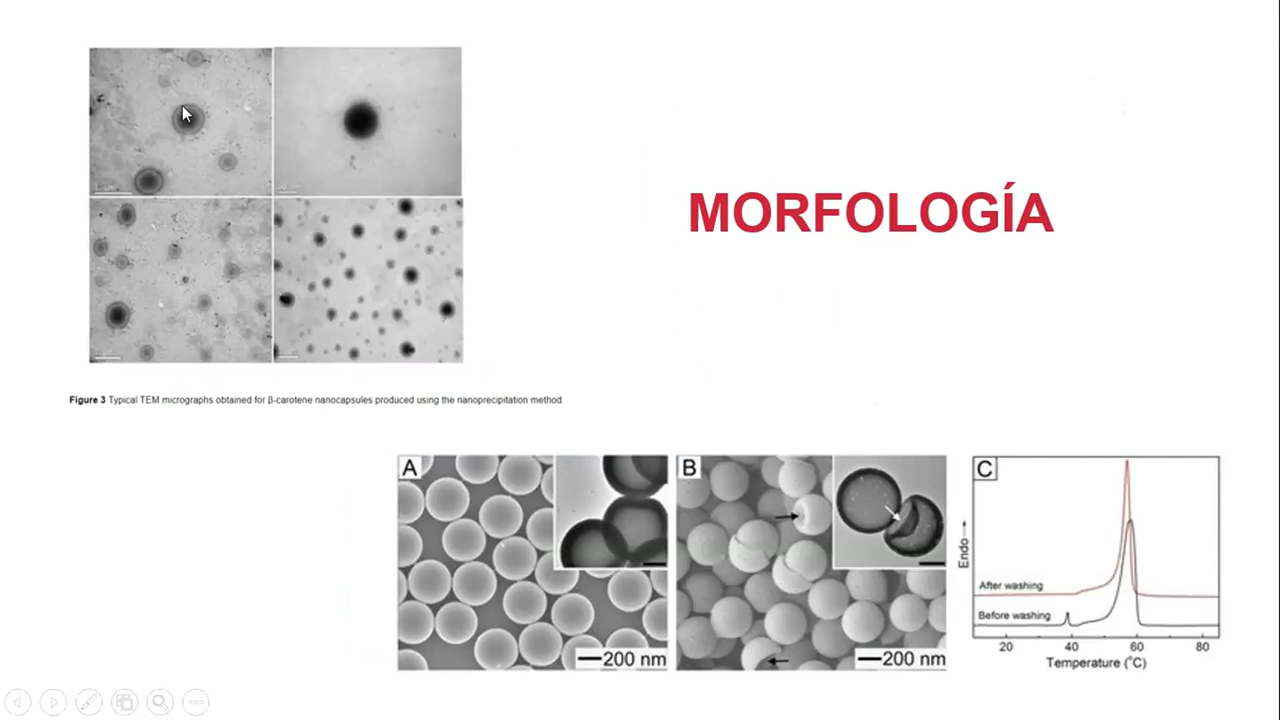 MORFOLOGÍA
Figure 3 Typical TEM micrographs obtained for β-carotene nanocapsules produced using the nanoprecipitation method
A
200 nm
B
200 nm
C
Endo→
After washing
Before washing
20 40 60 80
Temperature (°C)